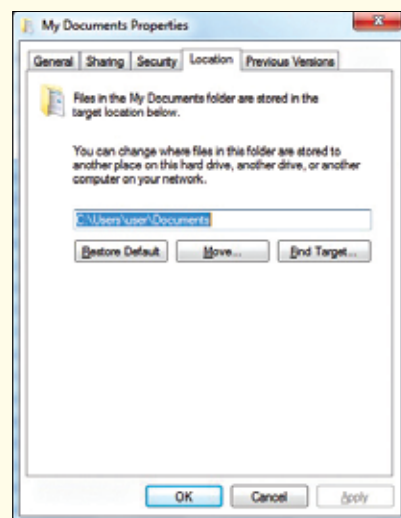 My Documents Properties
General Sharing Security Location Previous Versions
Files in the My Documents folder are stored in the
target location below.
You can change where files in this folder are stored to
another place on this hard drive, another drive, or another
computer on your network.
C:\Users\user\Documents
Restore Default Move... Find Target...
OK Cancel Apply